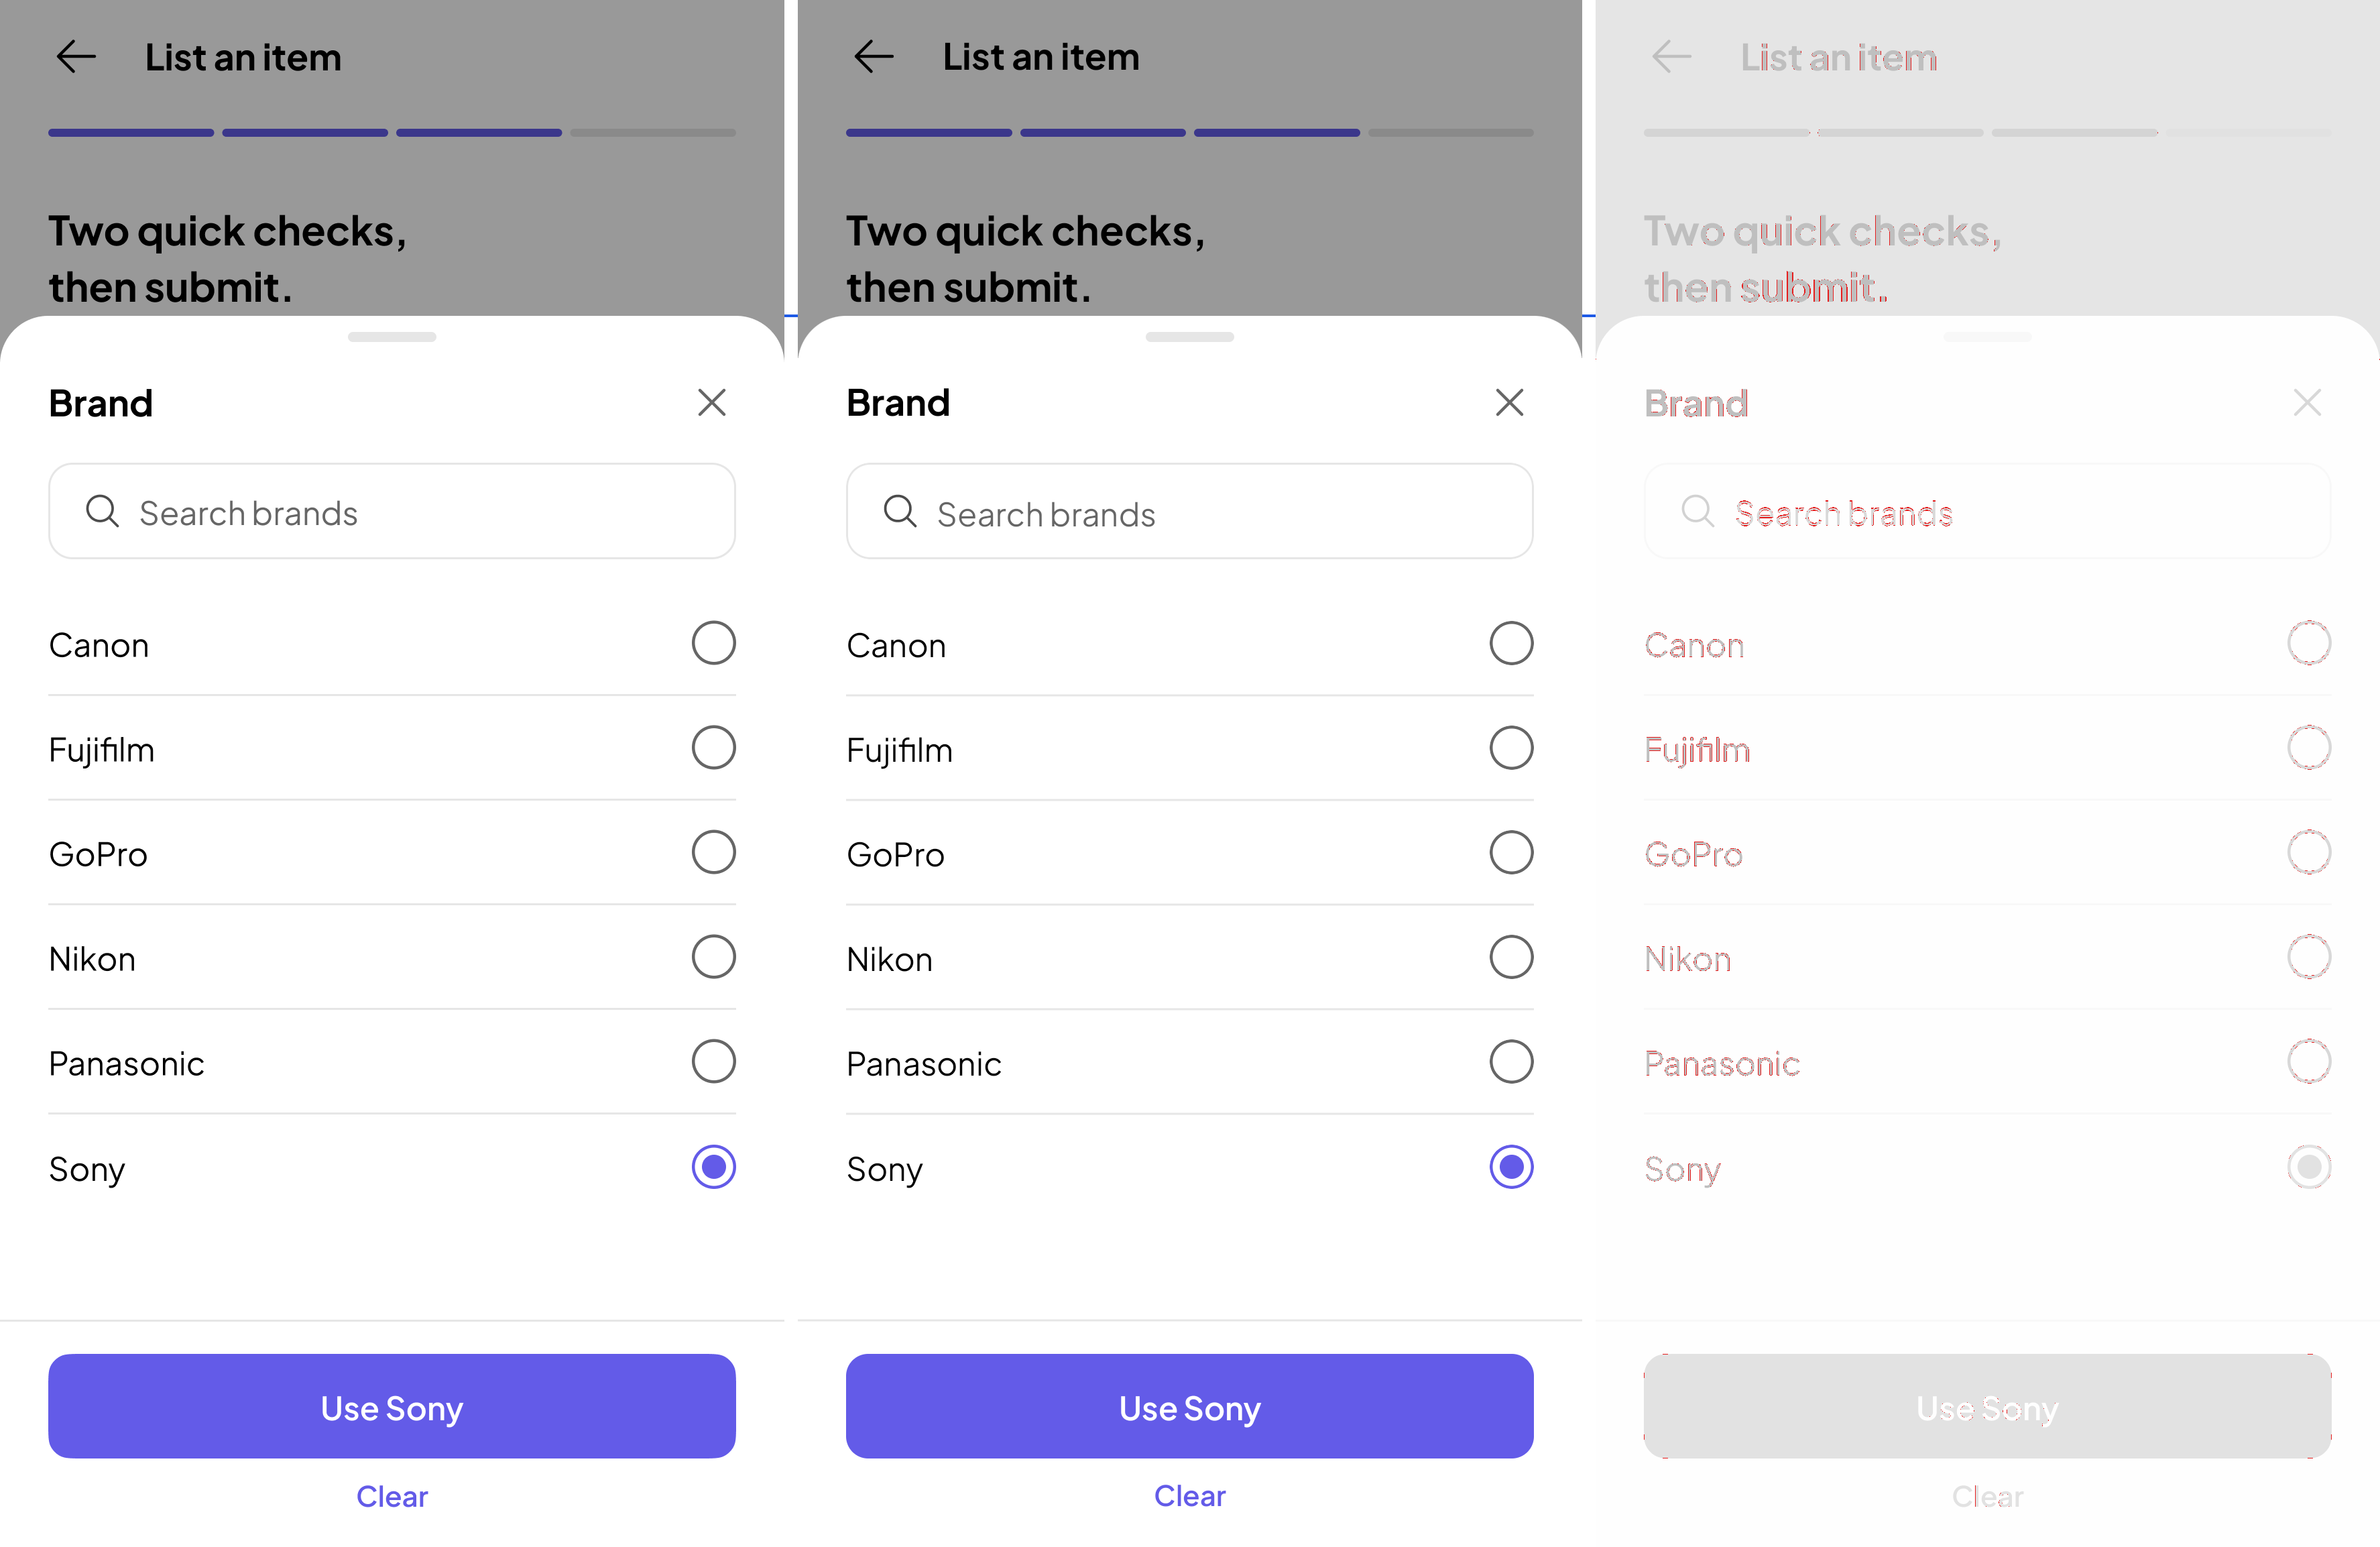 List an item
Two quick checks,
then submit.
Brand
Search brands
Canon
Fujifilm
GoPro
Nikon
Panasonic
Sony
Use Sony
Clear
List an item
Two quick checks,
then submit.
Brand
Search brands
Canon
Fujifilm
GoPro
Nikon
Panasonic
Sony
Use Sony
Clear
List an item
Two quick checks,
then submit.
Brand
Search brands
Canon
Fujifilm
GoPro
Nikon
Panasonic
Sony
Use Sony
Clear